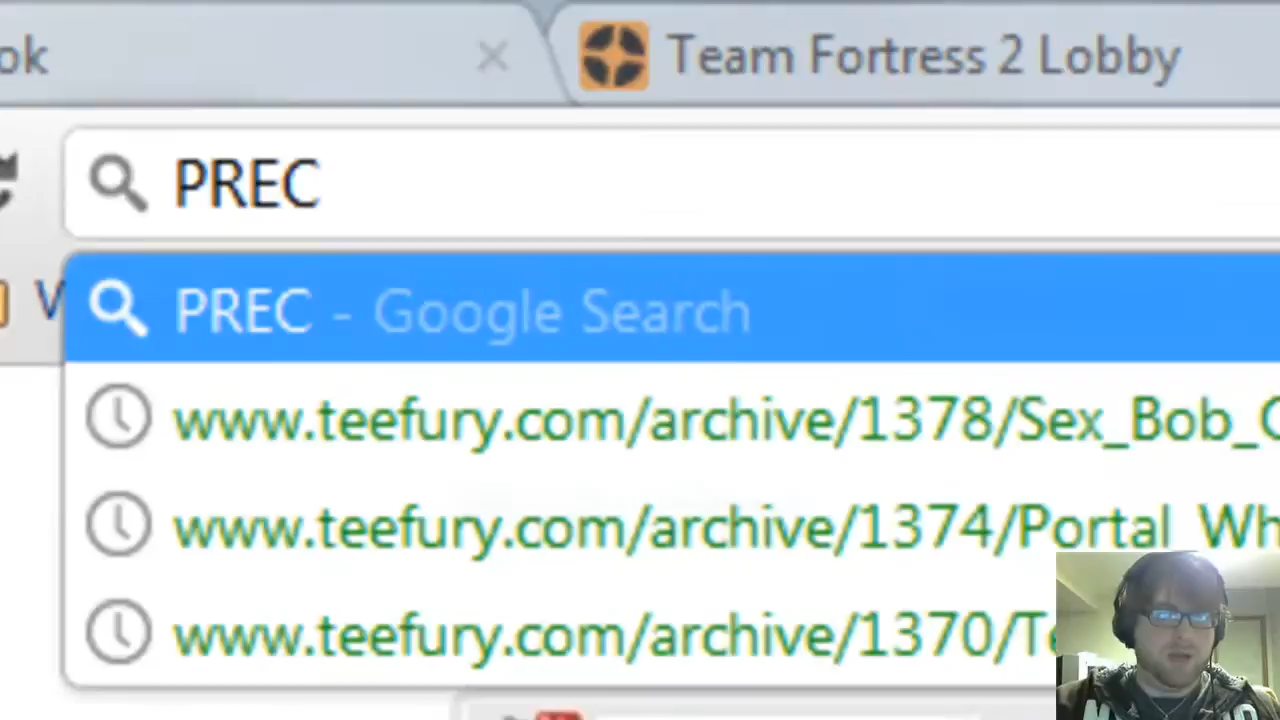 ok
Team Fortress 2 Lobby
PREC
V
PREC - Google Search
www.teefury.com/archive/1378/Sex_Bob_
www.teefury.com/archive/1374/Portal_Wh
www.teefury.com/archive/1370/Te